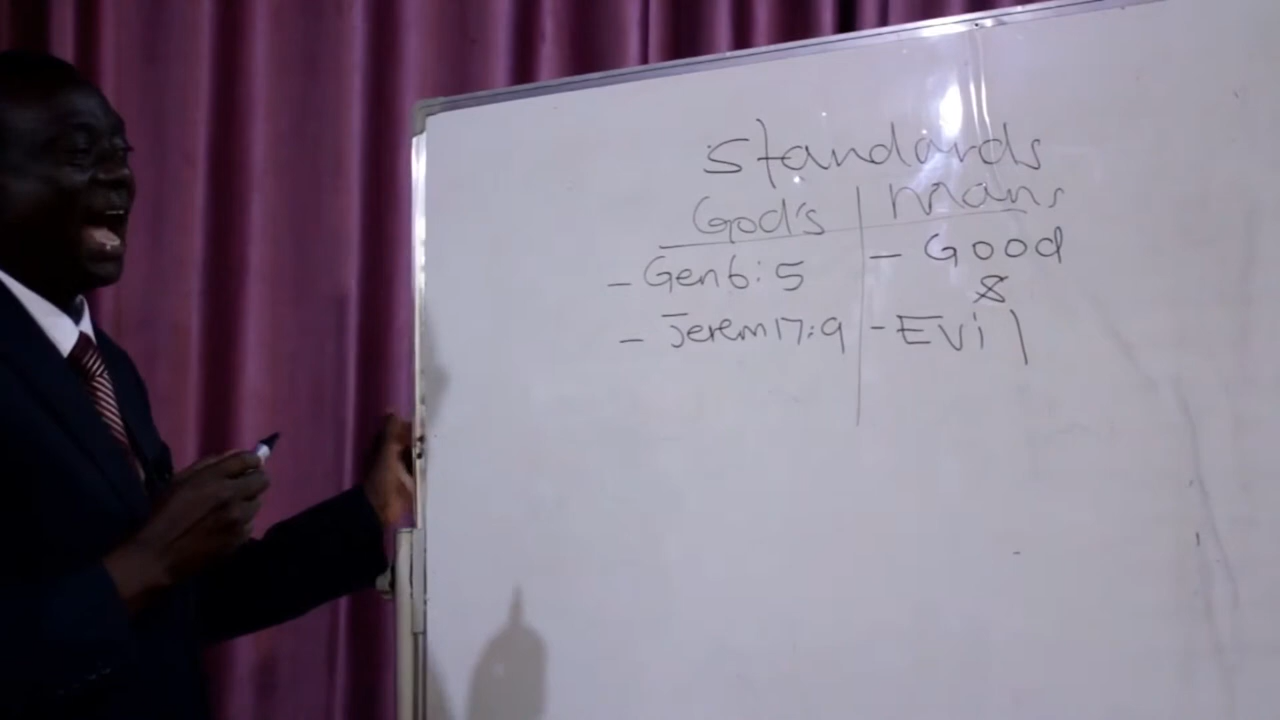 standards
God's | mans
- Gen 6:5 | - Good
&
- Jerem 17:9 | - Evil